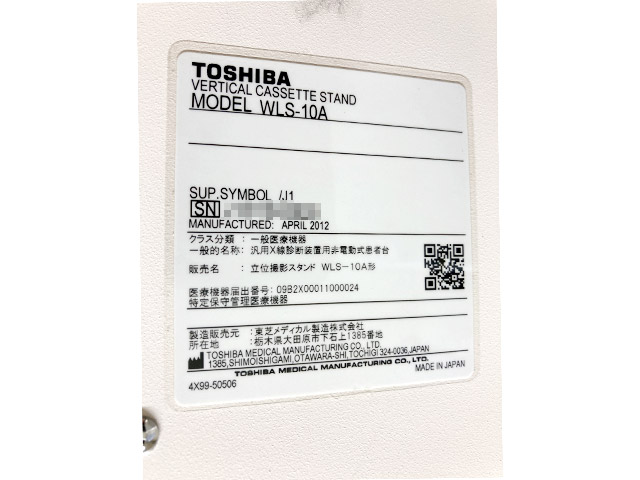 TOSHIBA
VERTICAL CASSETTE STAND
MODEL WLS-10A
SUP.SYMBOL /J1
SN
MANUFACTURED: APRIL 2012
クラス分類 : 一般医療機器
一般的名称: 汎用X線診断装置用非電動式患者台
販売名 : 立位撮影スタンド WLS-10A形
医療機器届出番号: 09B2X00011000024
特定保守管理医療機器
製造販売元 : 東芝メディカル製造株式会社
所在地 : 栃木県大田原市下石上1385番地
TOSHIBA MEDICAL MANUFACTURING CO., LTD.
1385,SHIMOISHIGAMI,OTAWARA-SHI,TOCHIGI 324-0036,JAPAN
TOSHIBA MEDICAL MANUFACTURING CO., LTD.
4X99-50506
MADE IN JAPAN